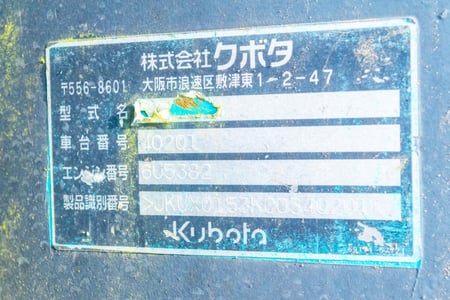 株式会社クボタ
〒556-8601 大阪市浪速区敷津東1-2-47
型式名
車台番号 40201
エンジン番号 6U5382
製品識別番号
Kubota